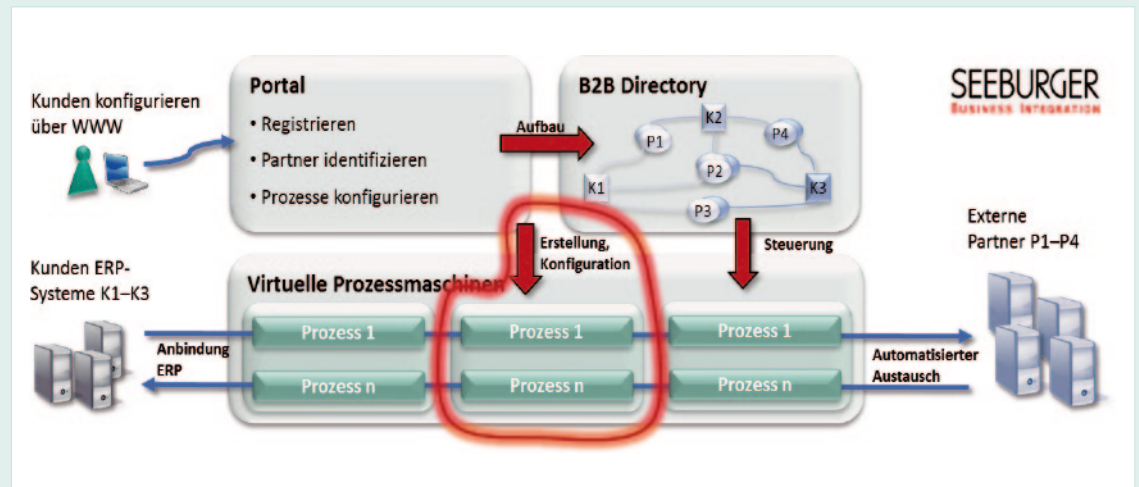 Kunden konfigurieren
über WWW
Portal
• Registrieren
• Partner identifizieren
• Prozesse konfigurieren
Aufbau
B2B Directory
K2
P1
P4
P2
K1
K3
P3
SEEBURGER
BUSINESS INTEGRATION
Erstellung,
Konfiguration
Steuerung
Externe
Partner P1–P4
Kunden ERP-
Systeme K1–K3
Virtuelle Prozessmaschinen
Prozess 1
Prozess 1
Prozess 1
Anbindung
ERP
Automatisierter
Austausch
Prozess n
Prozess n
Prozess n